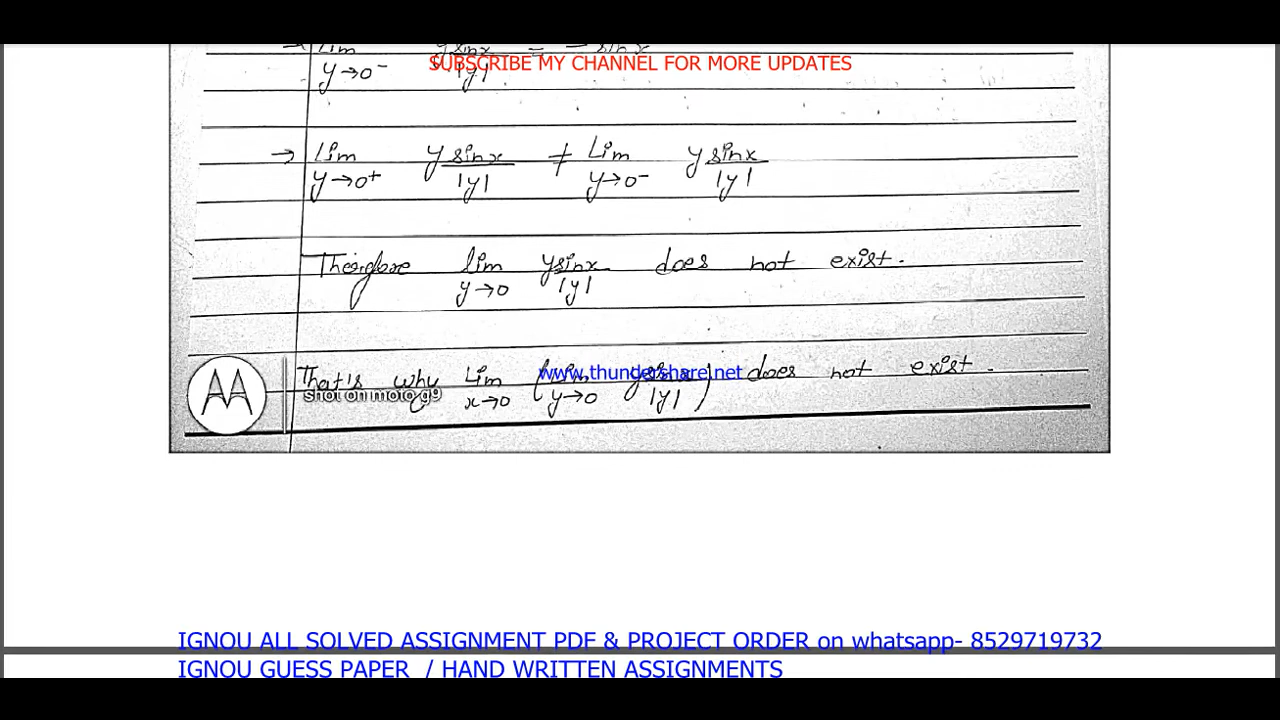 → Lim y sinx = - sinx
SUBSCRIBE MY CHANNEL FOR MORE UPDATES
y→0⁻ |y|
→ Lim y sinx ≠ Lim y sinx
y→0⁺ |y| y→0⁻ |y|
Therefore lim ysinx does not exist.
y→0 |y|
That's why Lim (Lim ysinx) does not exist.
www.thundershare.net
shot on moto g9
x→0 y→0 |y|
IGNOU ALL SOLVED ASSIGNMENT PDF & PROJECT ORDER on whatsapp- 8529719732
IGNOU GUESS PAPER / HAND WRITTEN ASSIGNMENTS